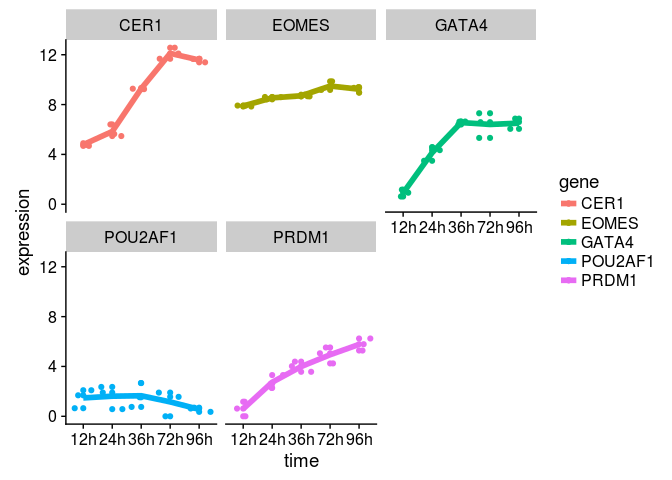 CER1 EOMES GATA4
12
8
4
0
12h 24h 36h 72h 96h
expression
POU2AF1 PRDM1
12
8
4
0
12h 24h 36h 72h 96h 12h 24h 36h 72h 96h
time
gene
CER1
EOMES
GATA4
POU2AF1
PRDM1